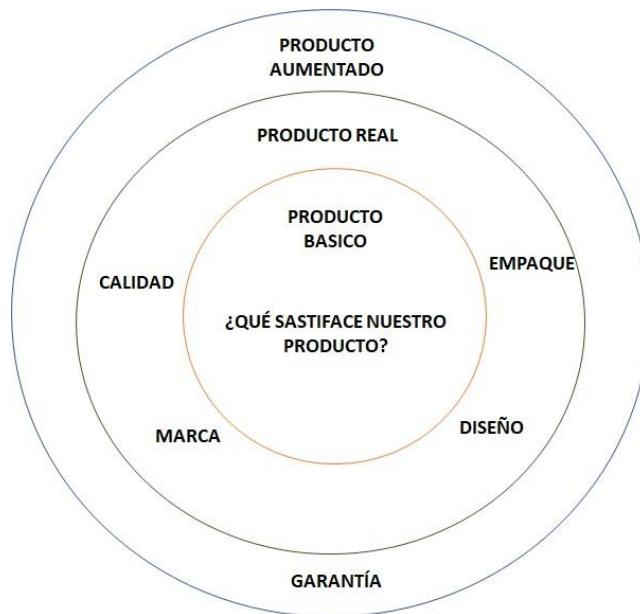 PRODUCTO
AUMENTADO
PRODUCTO REAL
PRODUCTO
BASICO
EMPAQUE
CALIDAD
¿QUÉ SASTIFACE NUESTRO
PRODUCTO?
MARCA
DISEÑO
GARANTÍA